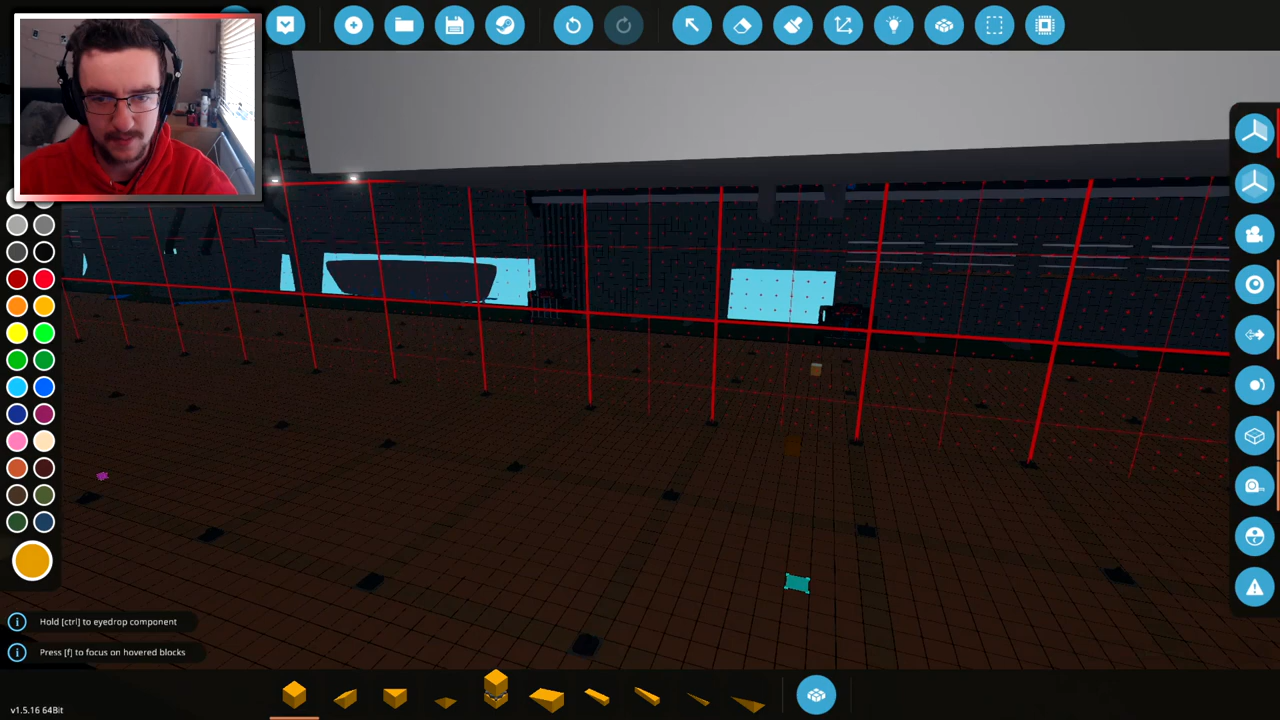 Hold [ctrl] to eyedrop component
Press [f] to focus on hovered blocks
v1.5.16 64Bit